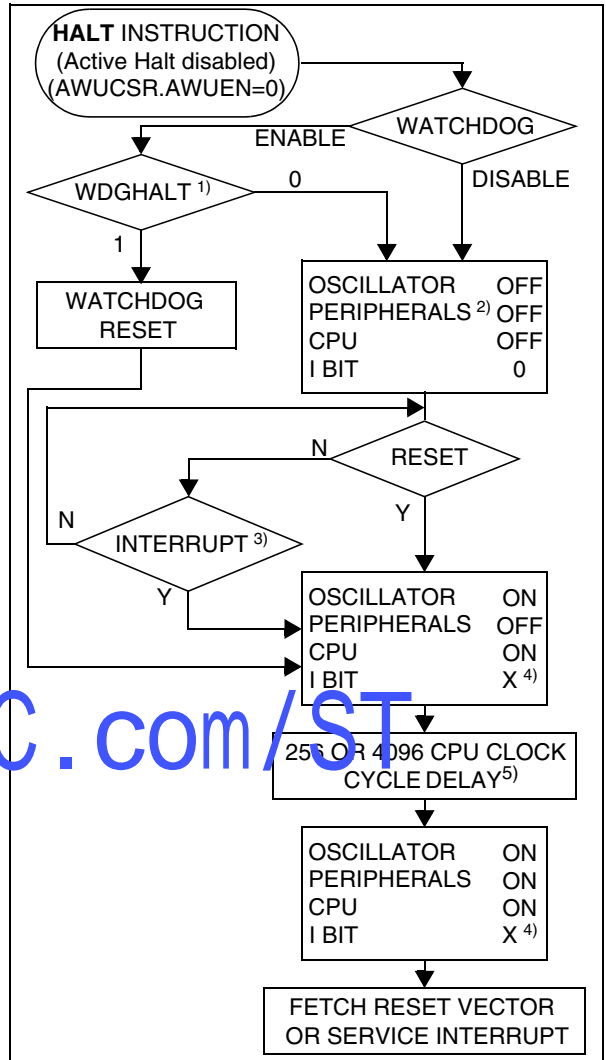 HALT INSTRUCTION
(Active Halt disabled)
(AWUCSR.AWUEN=0)
WATCHDOG
ENABLE
DISABLE
WDGHALT 1)
0
1
WATCHDOG
RESET
OSCILLATOR OFF
PERIPHERALS 2) OFF
CPU OFF
I BIT 0
RESET
N
Y
INTERRUPT 3)
N
Y
OSCILLATOR ON
PERIPHERALS OFF
CPU ON
I BIT X 4)
C.com/ST
256 OR 4096 CPU CLOCK
CYCLE DELAY5)
OSCILLATOR ON
PERIPHERALS ON
CPU ON
I BIT X 4)
FETCH RESET VECTOR
OR SERVICE INTERRUPT